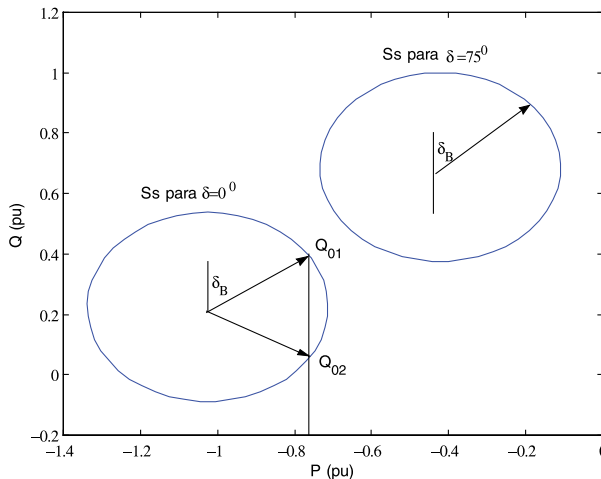 1.2
1
0.8
0.6
0.4
0.2
0
−0.2
Q (pu)
Ss para δ=75⁰
δB
Ss para δ=0⁰
δB
Q01
Q02
−1.4 −1.2 −1 −0.8 −0.6 −0.4 −0.2 0
P (pu)